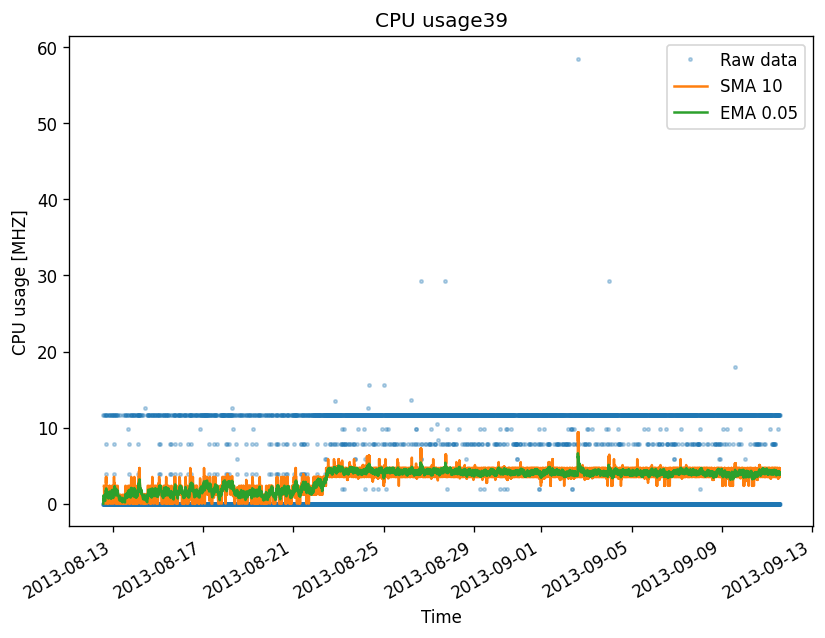 CPU usage39
Raw data
SMA 10
EMA 0.05
CPU usage [MHZ]
60
50
40
30
20
10
0
2013-08-13
2013-08-17
2013-08-21
2013-08-25
2013-08-29
2013-09-01
2013-09-05
2013-09-09
2013-09-13
Time